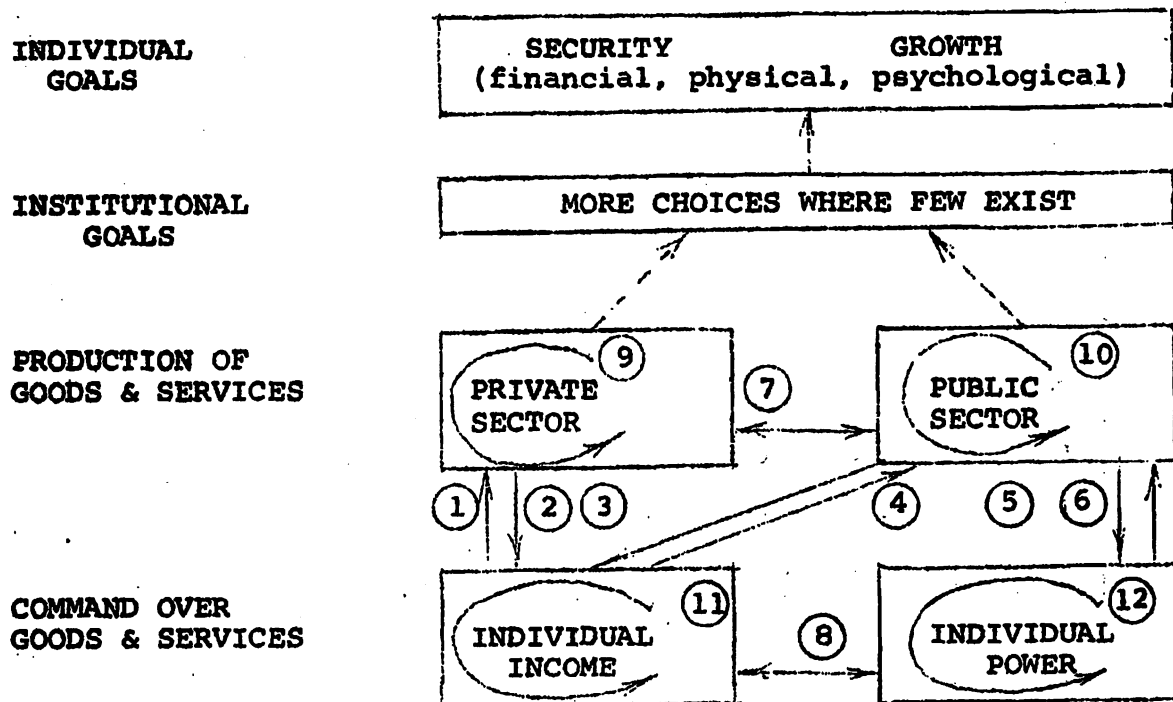 INDIVIDUAL
GOALS
SECURITY GROWTH
(financial, physical, psychological)
INSTITUTIONAL
GOALS
MORE CHOICES WHERE FEW EXIST
PRODUCTION OF
GOODS & SERVICES
9
PRIVATE
SECTOR
7
10
PUBLIC
SECTOR
1 2 3 4 5 6
COMMAND OVER
GOODS & SERVICES
11
INDIVIDUAL
INCOME
8
12
INDIVIDUAL
POWER